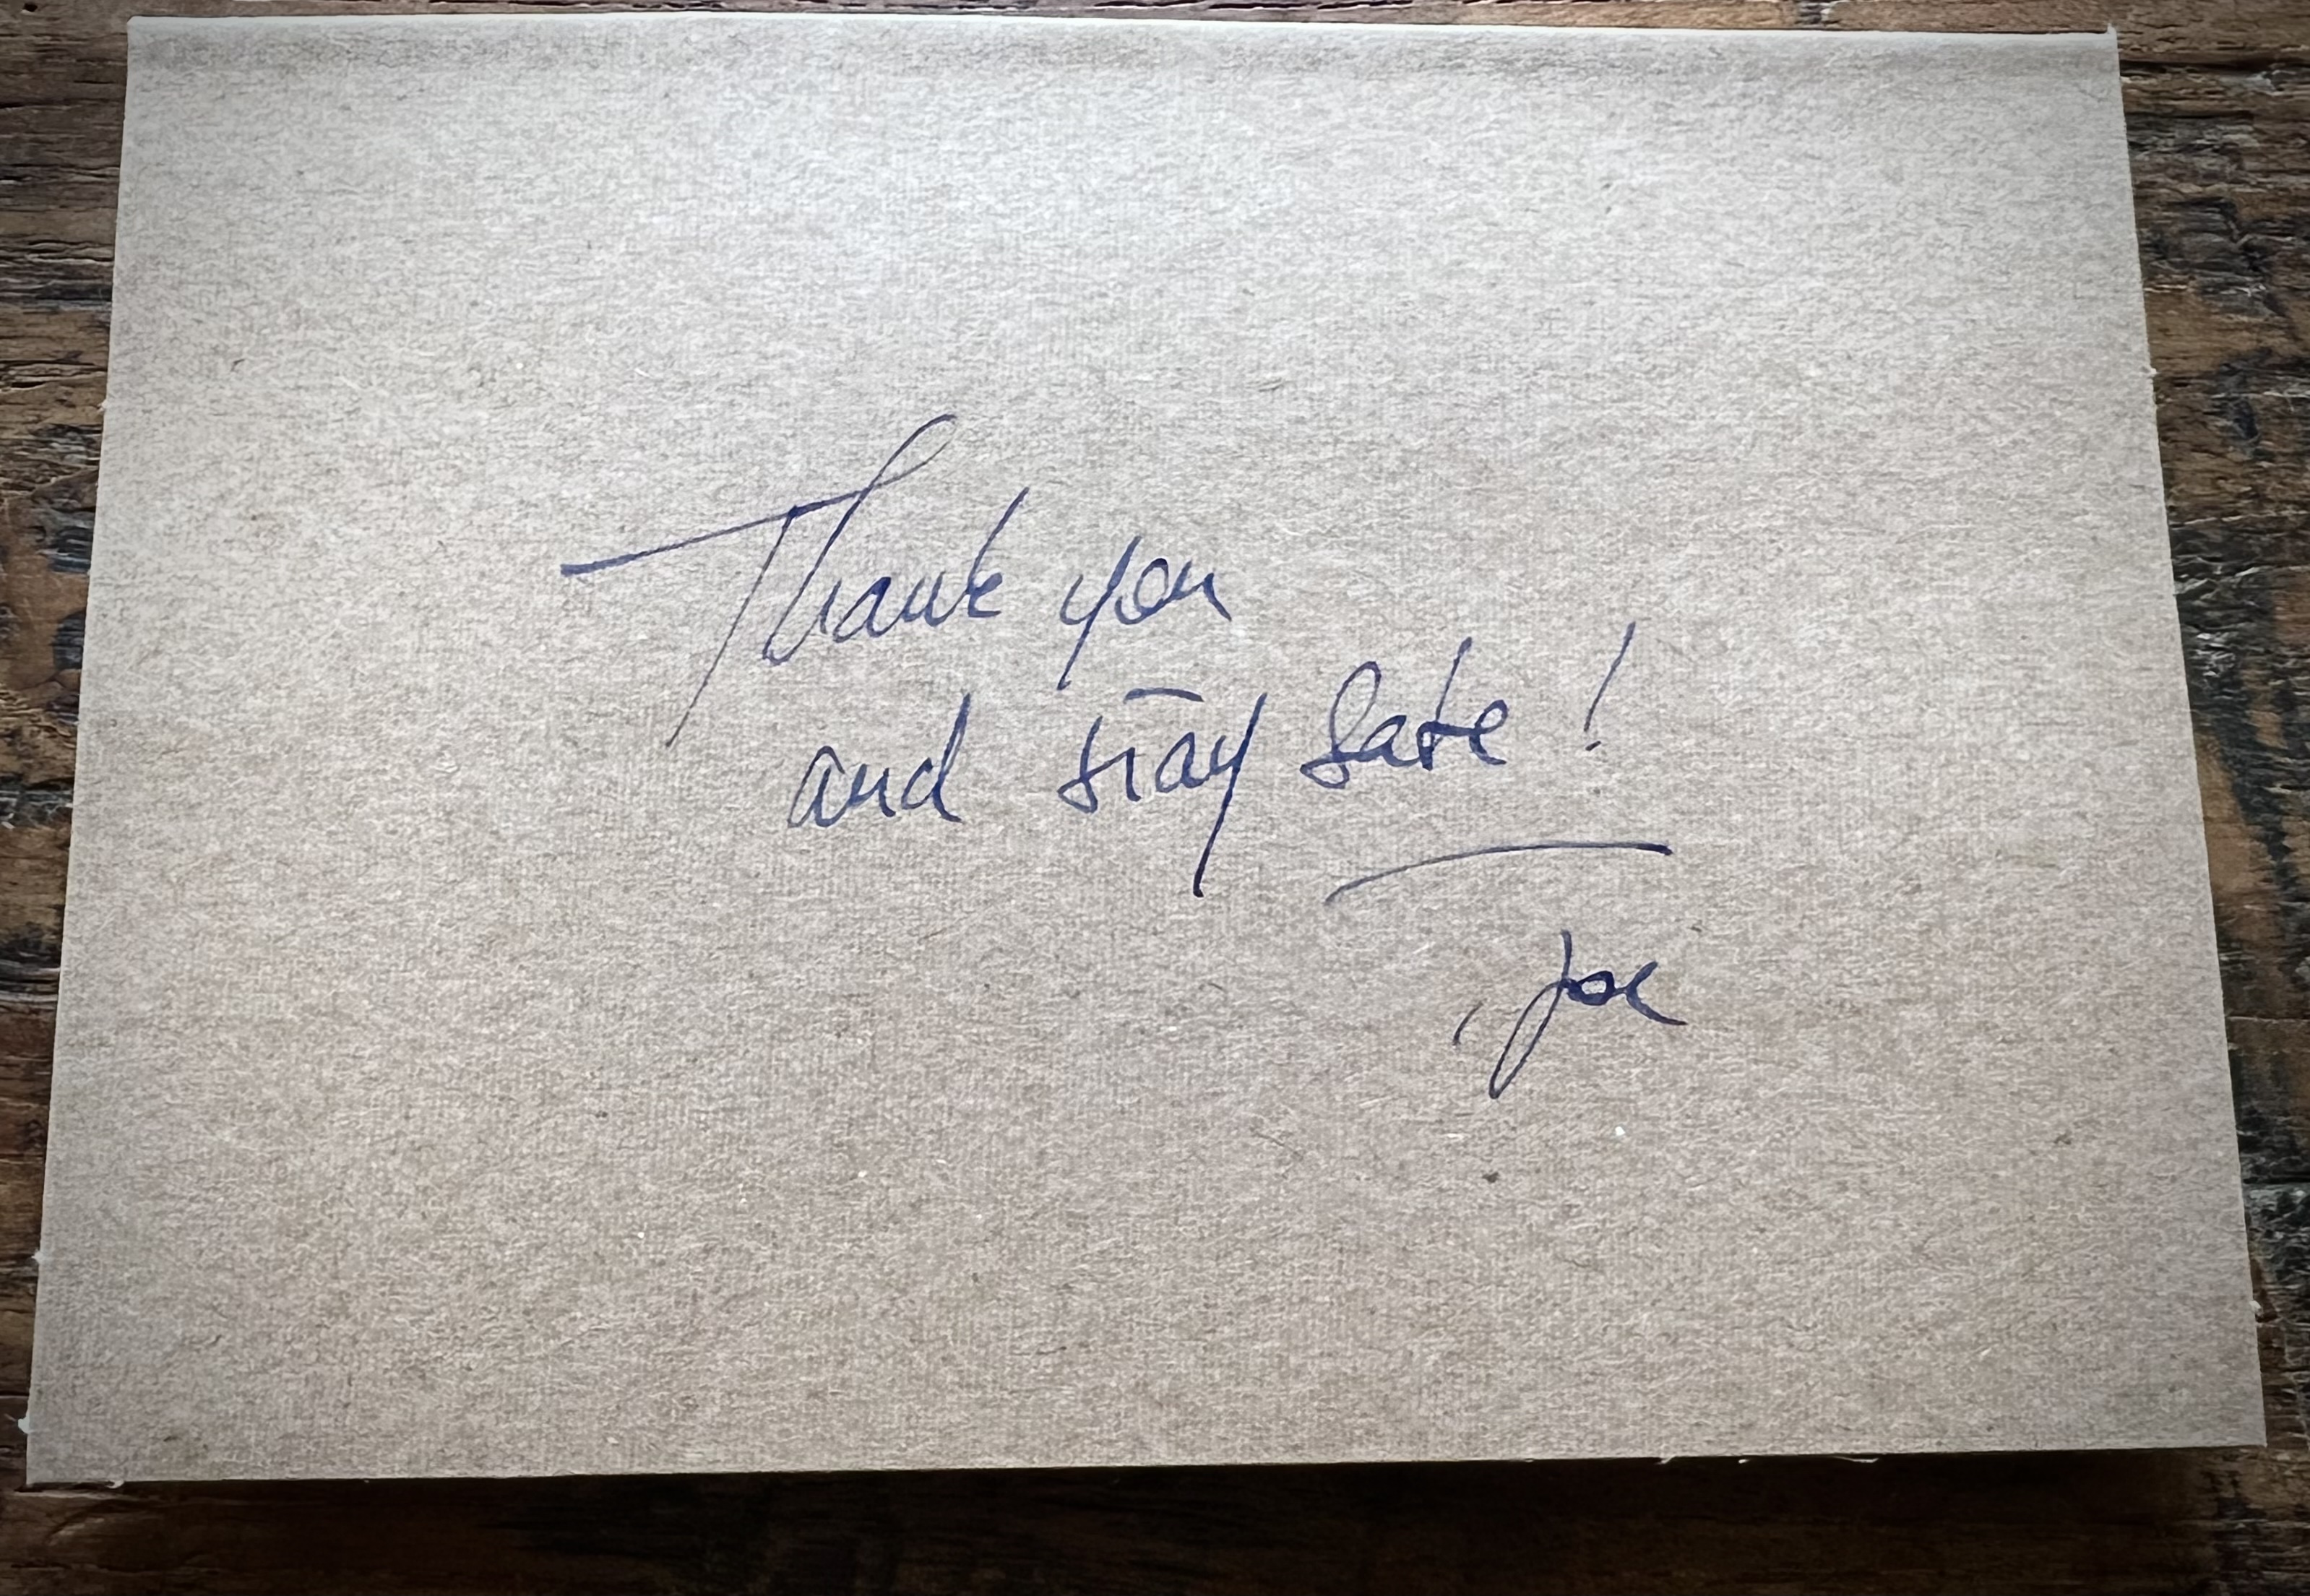 Thank you
and stay safe!
, Joe